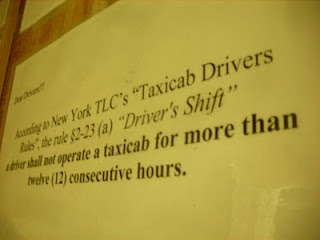 Dear Drivers!!!
According to New York TLC's "Taxicab Drivers
Rules", the rule §2-23 (a) "Driver's Shift"
a driver shall not operate a taxicab for more than
twelve (12) consecutive hours.